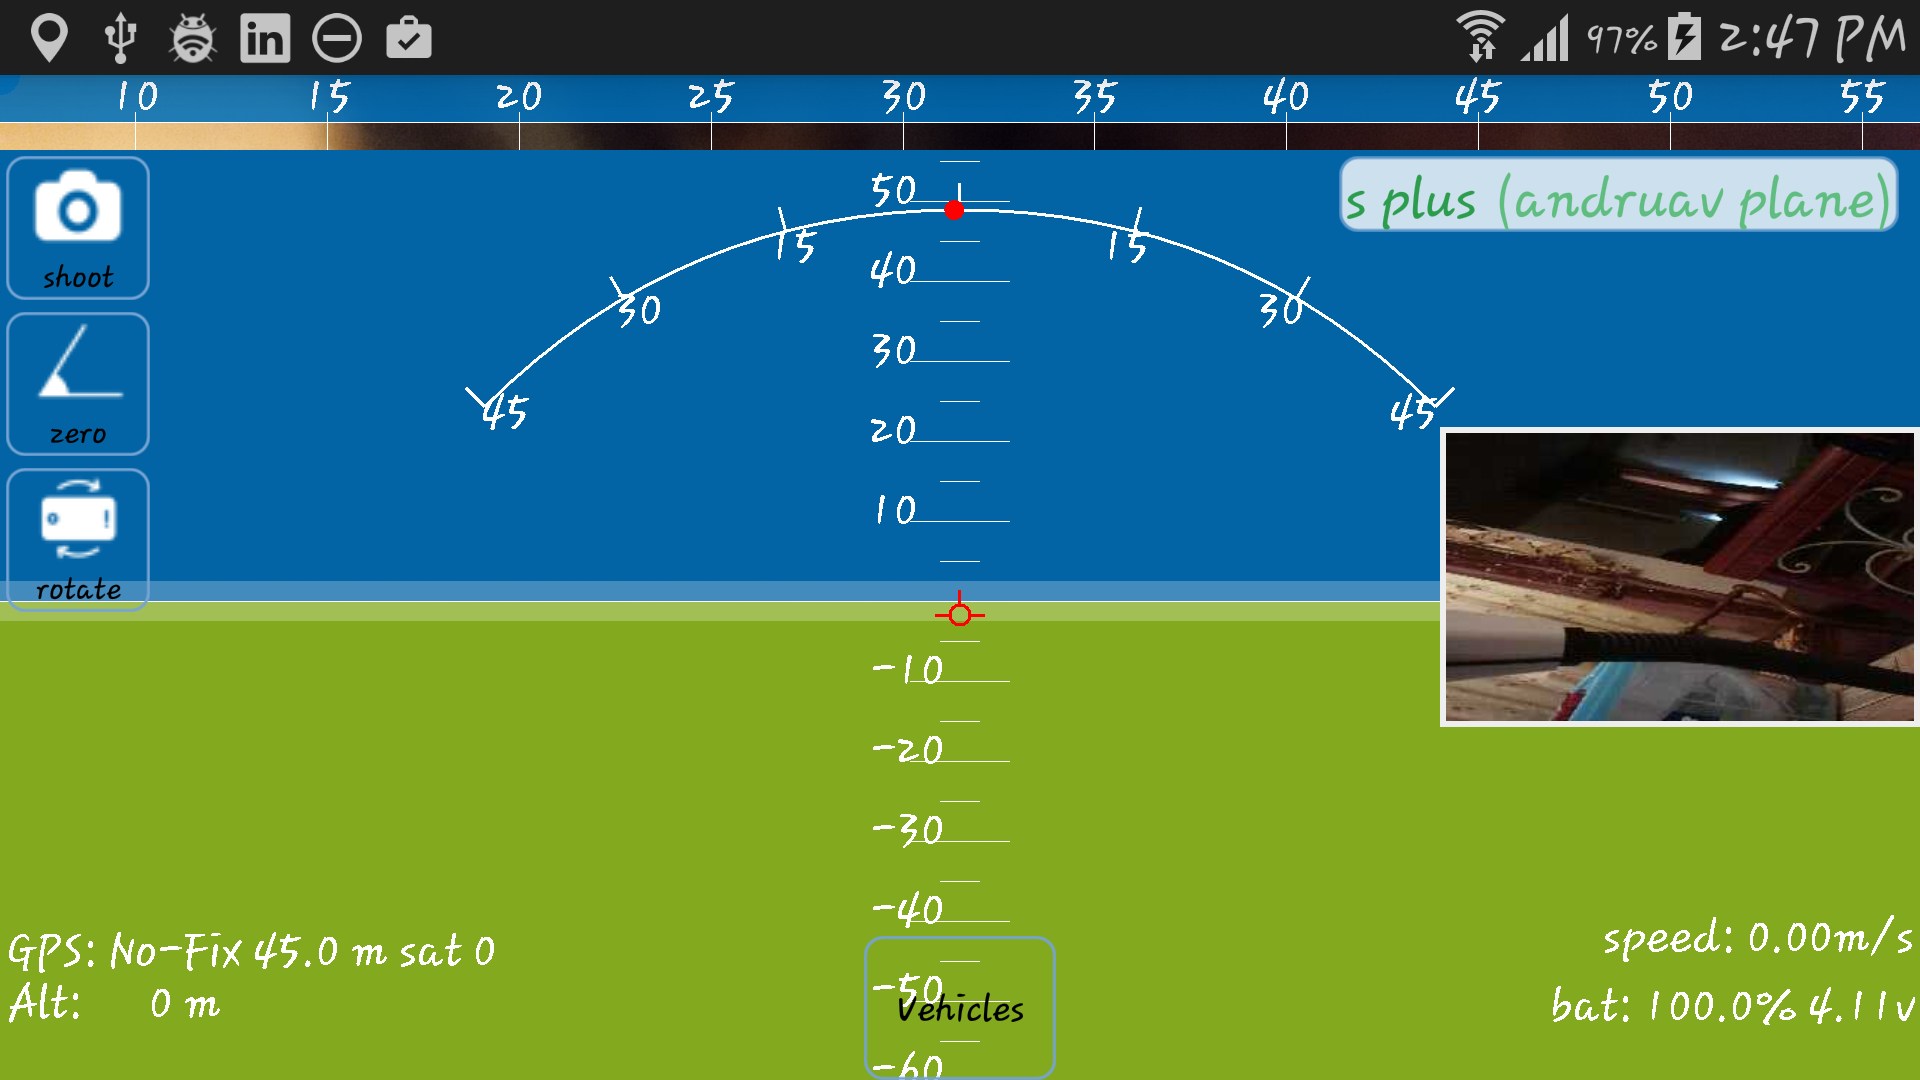 97% 2:47 PM
10 15 20 25 30 35 40 45 50 55
shoot
zero
rotate
s plus (andruav plane)
50
15 15
40
30 30
30
45 45
20
10
-10
-20
-30
-40
-50
-60
GPS: No-Fix 45.0 m sat 0
Alt: 0 m
Vehicles
speed: 0.00m/s
bat: 100.0% 4.11v